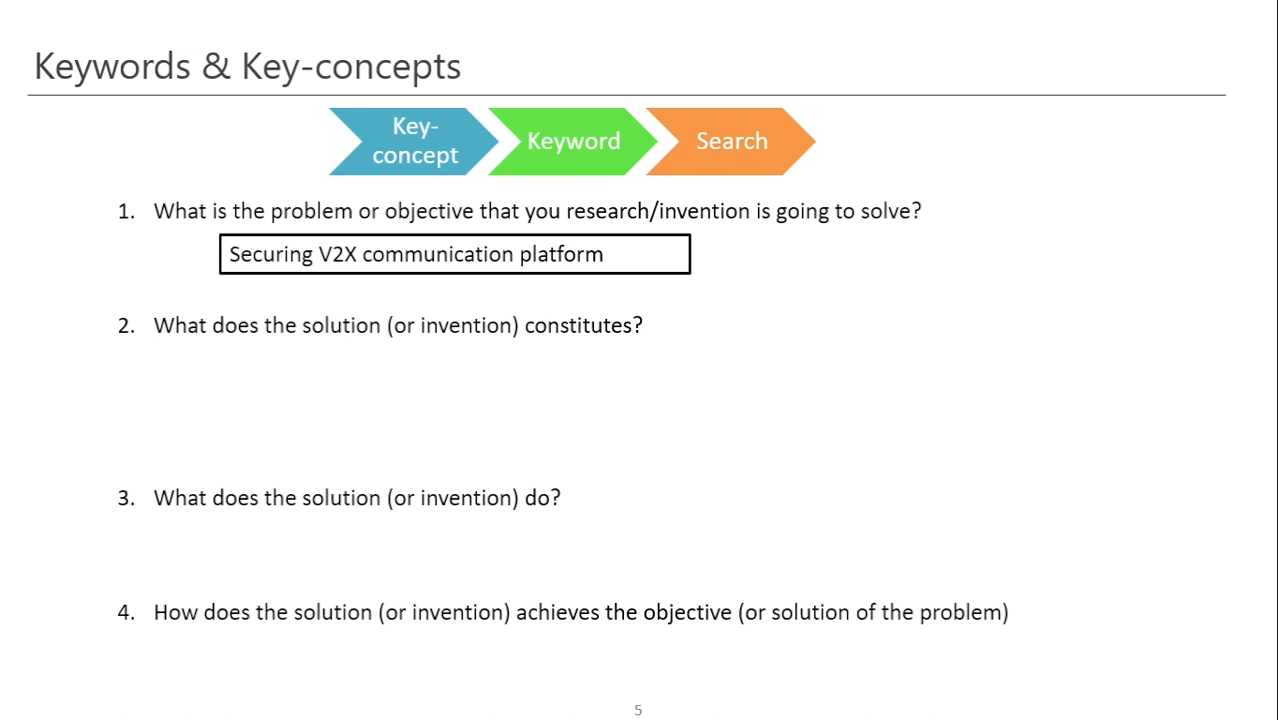 Keywords & Key-concepts
Key-
concept
Keyword
Search
1. What is the problem or objective that you research/invention is going to solve?
Securing V2X communication platform
2. What does the solution (or invention) constitutes?
3. What does the solution (or invention) do?
4. How does the solution (or invention) achieves the objective (or solution of the problem)
5